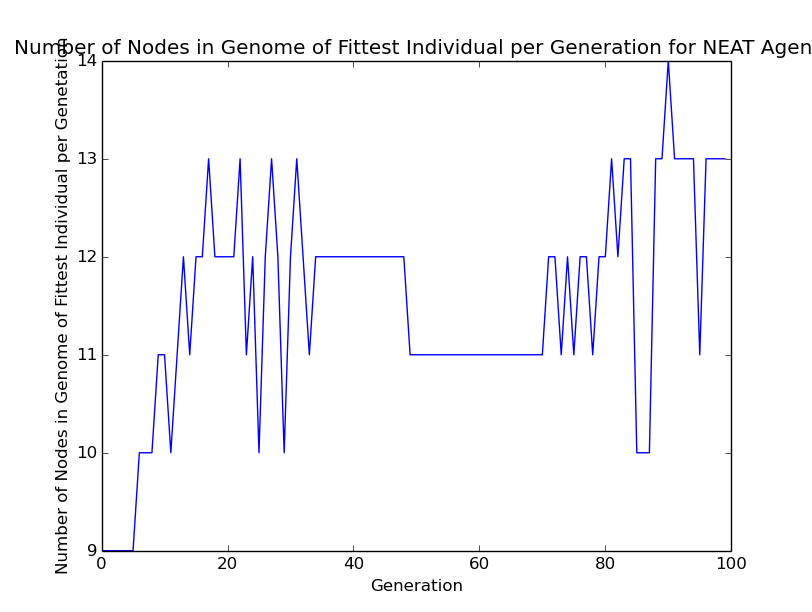 Number of Nodes in Genome of Fittest Individual per Generation for NEAT Agen
Number of Nodes in Genome of Fittest Individual per Genetation
14
13
12
11
10
9
0 20 40 60 80 100
Generation